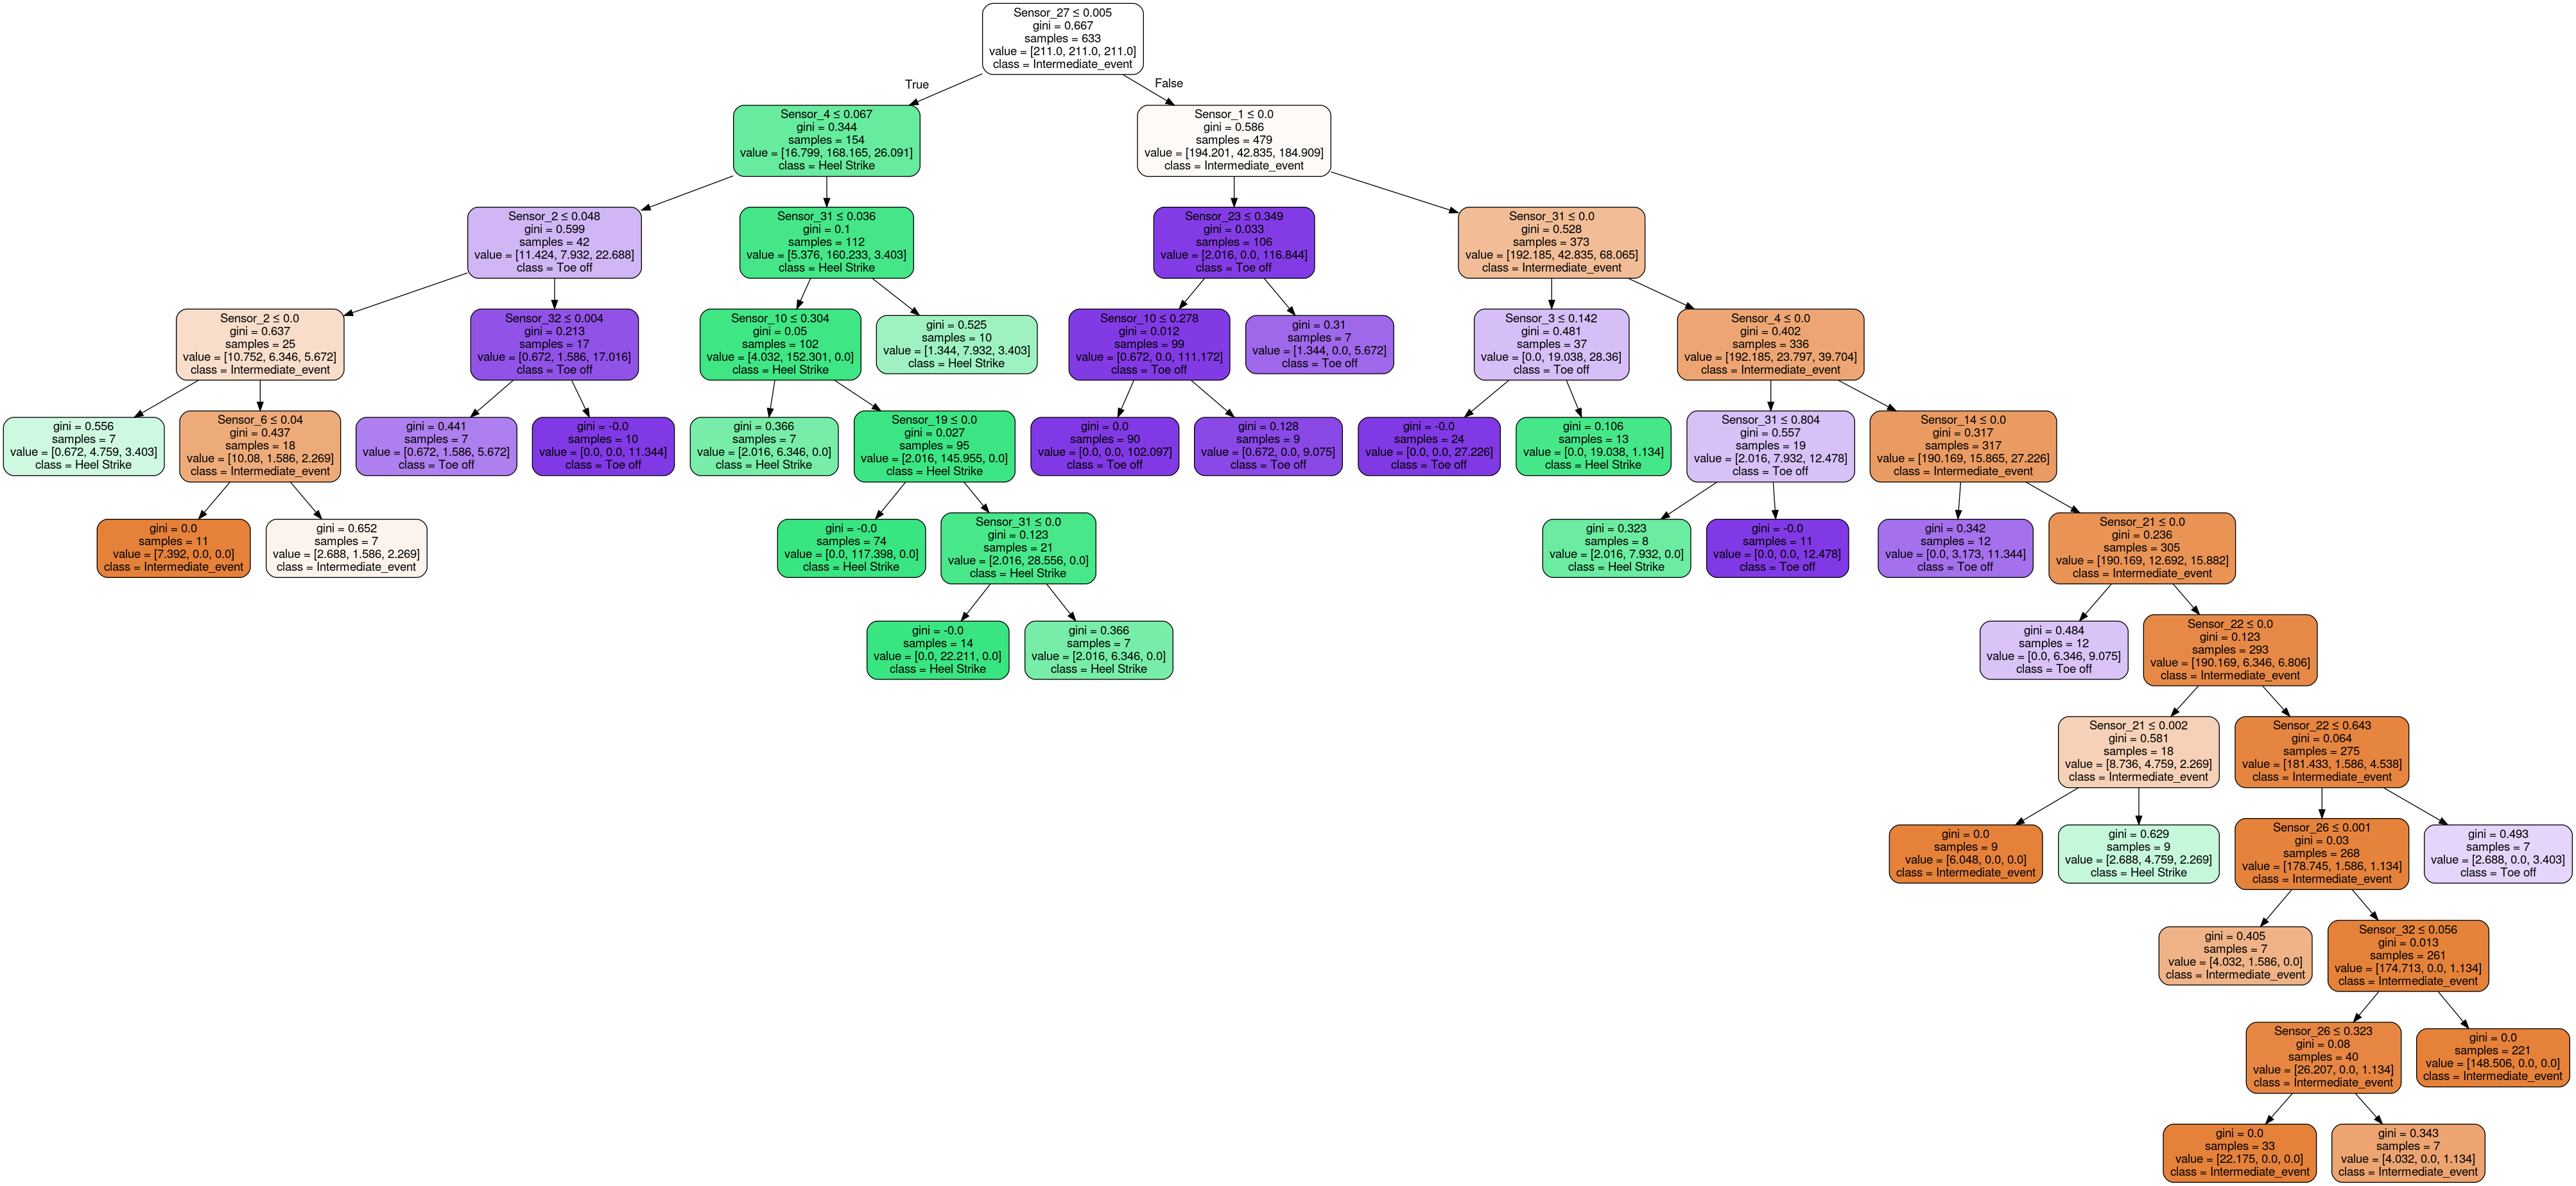 Sensor_27 ≤ 0.005
gini = 0.667
samples = 633
value = [211.0, 211.0, 211.0]
class = Intermediate_event
True
False
Sensor_4 ≤ 0.067
gini = 0.344
samples = 154
value = [16.799, 168.165, 26.091]
class = Heel Strike
Sensor_1 ≤ 0.0
gini = 0.586
samples = 479
value = [194.201, 42.835, 184.909]
class = Intermediate_event
Sensor_2 ≤ 0.048
gini = 0.599
samples = 42
value = [11.424, 7.932, 22.688]
class = Toe off
Sensor_31 ≤ 0.036
gini = 0.1
samples = 112
value = [5.376, 160.233, 3.403]
class = Heel Strike
Sensor_23 ≤ 0.349
gini = 0.033
samples = 106
value = [2.016, 0.0, 116.844]
class = Toe off
Sensor_31 ≤ 0.0
gini = 0.528
samples = 373
value = [192.185, 42.835, 68.065]
class = Intermediate_event
Sensor_2 ≤ 0.0
gini = 0.637
samples = 25
value = [10.752, 6.346, 5.672]
class = Intermediate_event
Sensor_32 ≤ 0.004
gini = 0.213
samples = 17
value = [0.672, 1.586, 17.016]
class = Toe off
Sensor_10 ≤ 0.304
gini = 0.05
samples = 102
value = [4.032, 152.301, 0.0]
class = Heel Strike
gini = 0.525
samples = 10
value = [1.344, 7.932, 3.403]
class = Heel Strike
Sensor_10 ≤ 0.278
gini = 0.012
samples = 99
value = [0.672, 0.0, 111.172]
class = Toe off
gini = 0.31
samples = 7
value = [1.344, 0.0, 5.672]
class = Toe off
Sensor_3 ≤ 0.142
gini = 0.481
samples = 37
value = [0.0, 19.038, 28.36]
class = Toe off
Sensor_4 ≤ 0.0
gini = 0.402
samples = 336
value = [192.185, 23.797, 39.704]
class = Intermediate_event
gini = 0.556
samples = 7
value = [0.672, 4.759, 3.403]
class = Heel Strike
Sensor_6 ≤ 0.04
gini = 0.437
samples = 18
value = [10.08, 1.586, 2.269]
class = Intermediate_event
gini = 0.441
samples = 7
value = [0.672, 1.586, 5.672]
class = Toe off
gini = -0.0
samples = 10
value = [0.0, 0.0, 11.344]
class = Toe off
gini = 0.366
samples = 7
value = [2.016, 6.346, 0.0]
class = Heel Strike
Sensor_19 ≤ 0.0
gini = 0.027
samples = 95
value = [2.016, 145.955, 0.0]
class = Heel Strike
gini = 0.0
samples = 90
value = [0.0, 0.0, 102.097]
class = Toe off
gini = 0.128
samples = 9
value = [0.672, 0.0, 9.075]
class = Toe off
gini = -0.0
samples = 24
value = [0.0, 0.0, 27.226]
class = Toe off
gini = 0.106
samples = 13
value = [0.0, 19.038, 1.134]
class = Heel Strike
Sensor_31 ≤ 0.804
gini = 0.557
samples = 19
value = [2.016, 7.932, 12.478]
class = Toe off
Sensor_14 ≤ 0.0
gini = 0.317
samples = 317
value = [190.169, 15.865, 27.226]
class = Intermediate_event
gini = 0.0
samples = 11
value = [7.392, 0.0, 0.0]
class = Intermediate_event
gini = 0.652
samples = 7
value = [2.688, 1.586, 2.269]
class = Intermediate_event
gini = -0.0
samples = 74
value = [0.0, 117.398, 0.0]
class = Heel Strike
Sensor_31 ≤ 0.0
gini = 0.123
samples = 21
value = [2.016, 28.556, 0.0]
class = Heel Strike
gini = 0.323
samples = 8
value = [2.016, 7.932, 0.0]
class = Heel Strike
gini = -0.0
samples = 11
value = [0.0, 0.0, 12.478]
class = Toe off
gini = 0.342
samples = 12
value = [0.0, 3.173, 11.344]
class = Toe off
Sensor_21 ≤ 0.0
gini = 0.236
samples = 305
value = [190.169, 12.692, 15.882]
class = Intermediate_event
gini = -0.0
samples = 14
value = [0.0, 22.211, 0.0]
class = Heel Strike
gini = 0.366
samples = 7
value = [2.016, 6.346, 0.0]
class = Heel Strike
gini = 0.484
samples = 12
value = [0.0, 6.346, 9.075]
class = Toe off
Sensor_22 ≤ 0.0
gini = 0.123
samples = 293
value = [190.169, 6.346, 6.806]
class = Intermediate_event
Sensor_21 ≤ 0.002
gini = 0.581
samples = 18
value = [8.736, 4.759, 2.269]
class = Intermediate_event
Sensor_22 ≤ 0.643
gini = 0.064
samples = 275
value = [181.433, 1.586, 4.538]
class = Intermediate_event
gini = 0.0
samples = 9
value = [6.048, 0.0, 0.0]
class = Intermediate_event
gini = 0.629
samples = 9
value = [2.688, 4.759, 2.269]
class = Heel Strike
Sensor_26 ≤ 0.001
gini = 0.03
samples = 268
value = [178.745, 1.586, 1.134]
class = Intermediate_event
gini = 0.493
samples = 7
value = [2.688, 0.0, 3.403]
class = Toe off
gini = 0.405
samples = 7
value = [4.032, 1.586, 0.0]
class = Intermediate_event
Sensor_32 ≤ 0.056
gini = 0.013
samples = 261
value = [174.713, 0.0, 1.134]
class = Intermediate_event
Sensor_26 ≤ 0.323
gini = 0.08
samples = 40
value = [26.207, 0.0, 1.134]
class = Intermediate_event
gini = 0.0
samples = 221
value = [148.506, 0.0, 0.0]
class = Intermediate_event
gini = 0.0
samples = 33
value = [22.175, 0.0, 0.0]
class = Intermediate_event
gini = 0.343
samples = 7
value = [4.032, 0.0, 1.134]
class = Intermediate_event